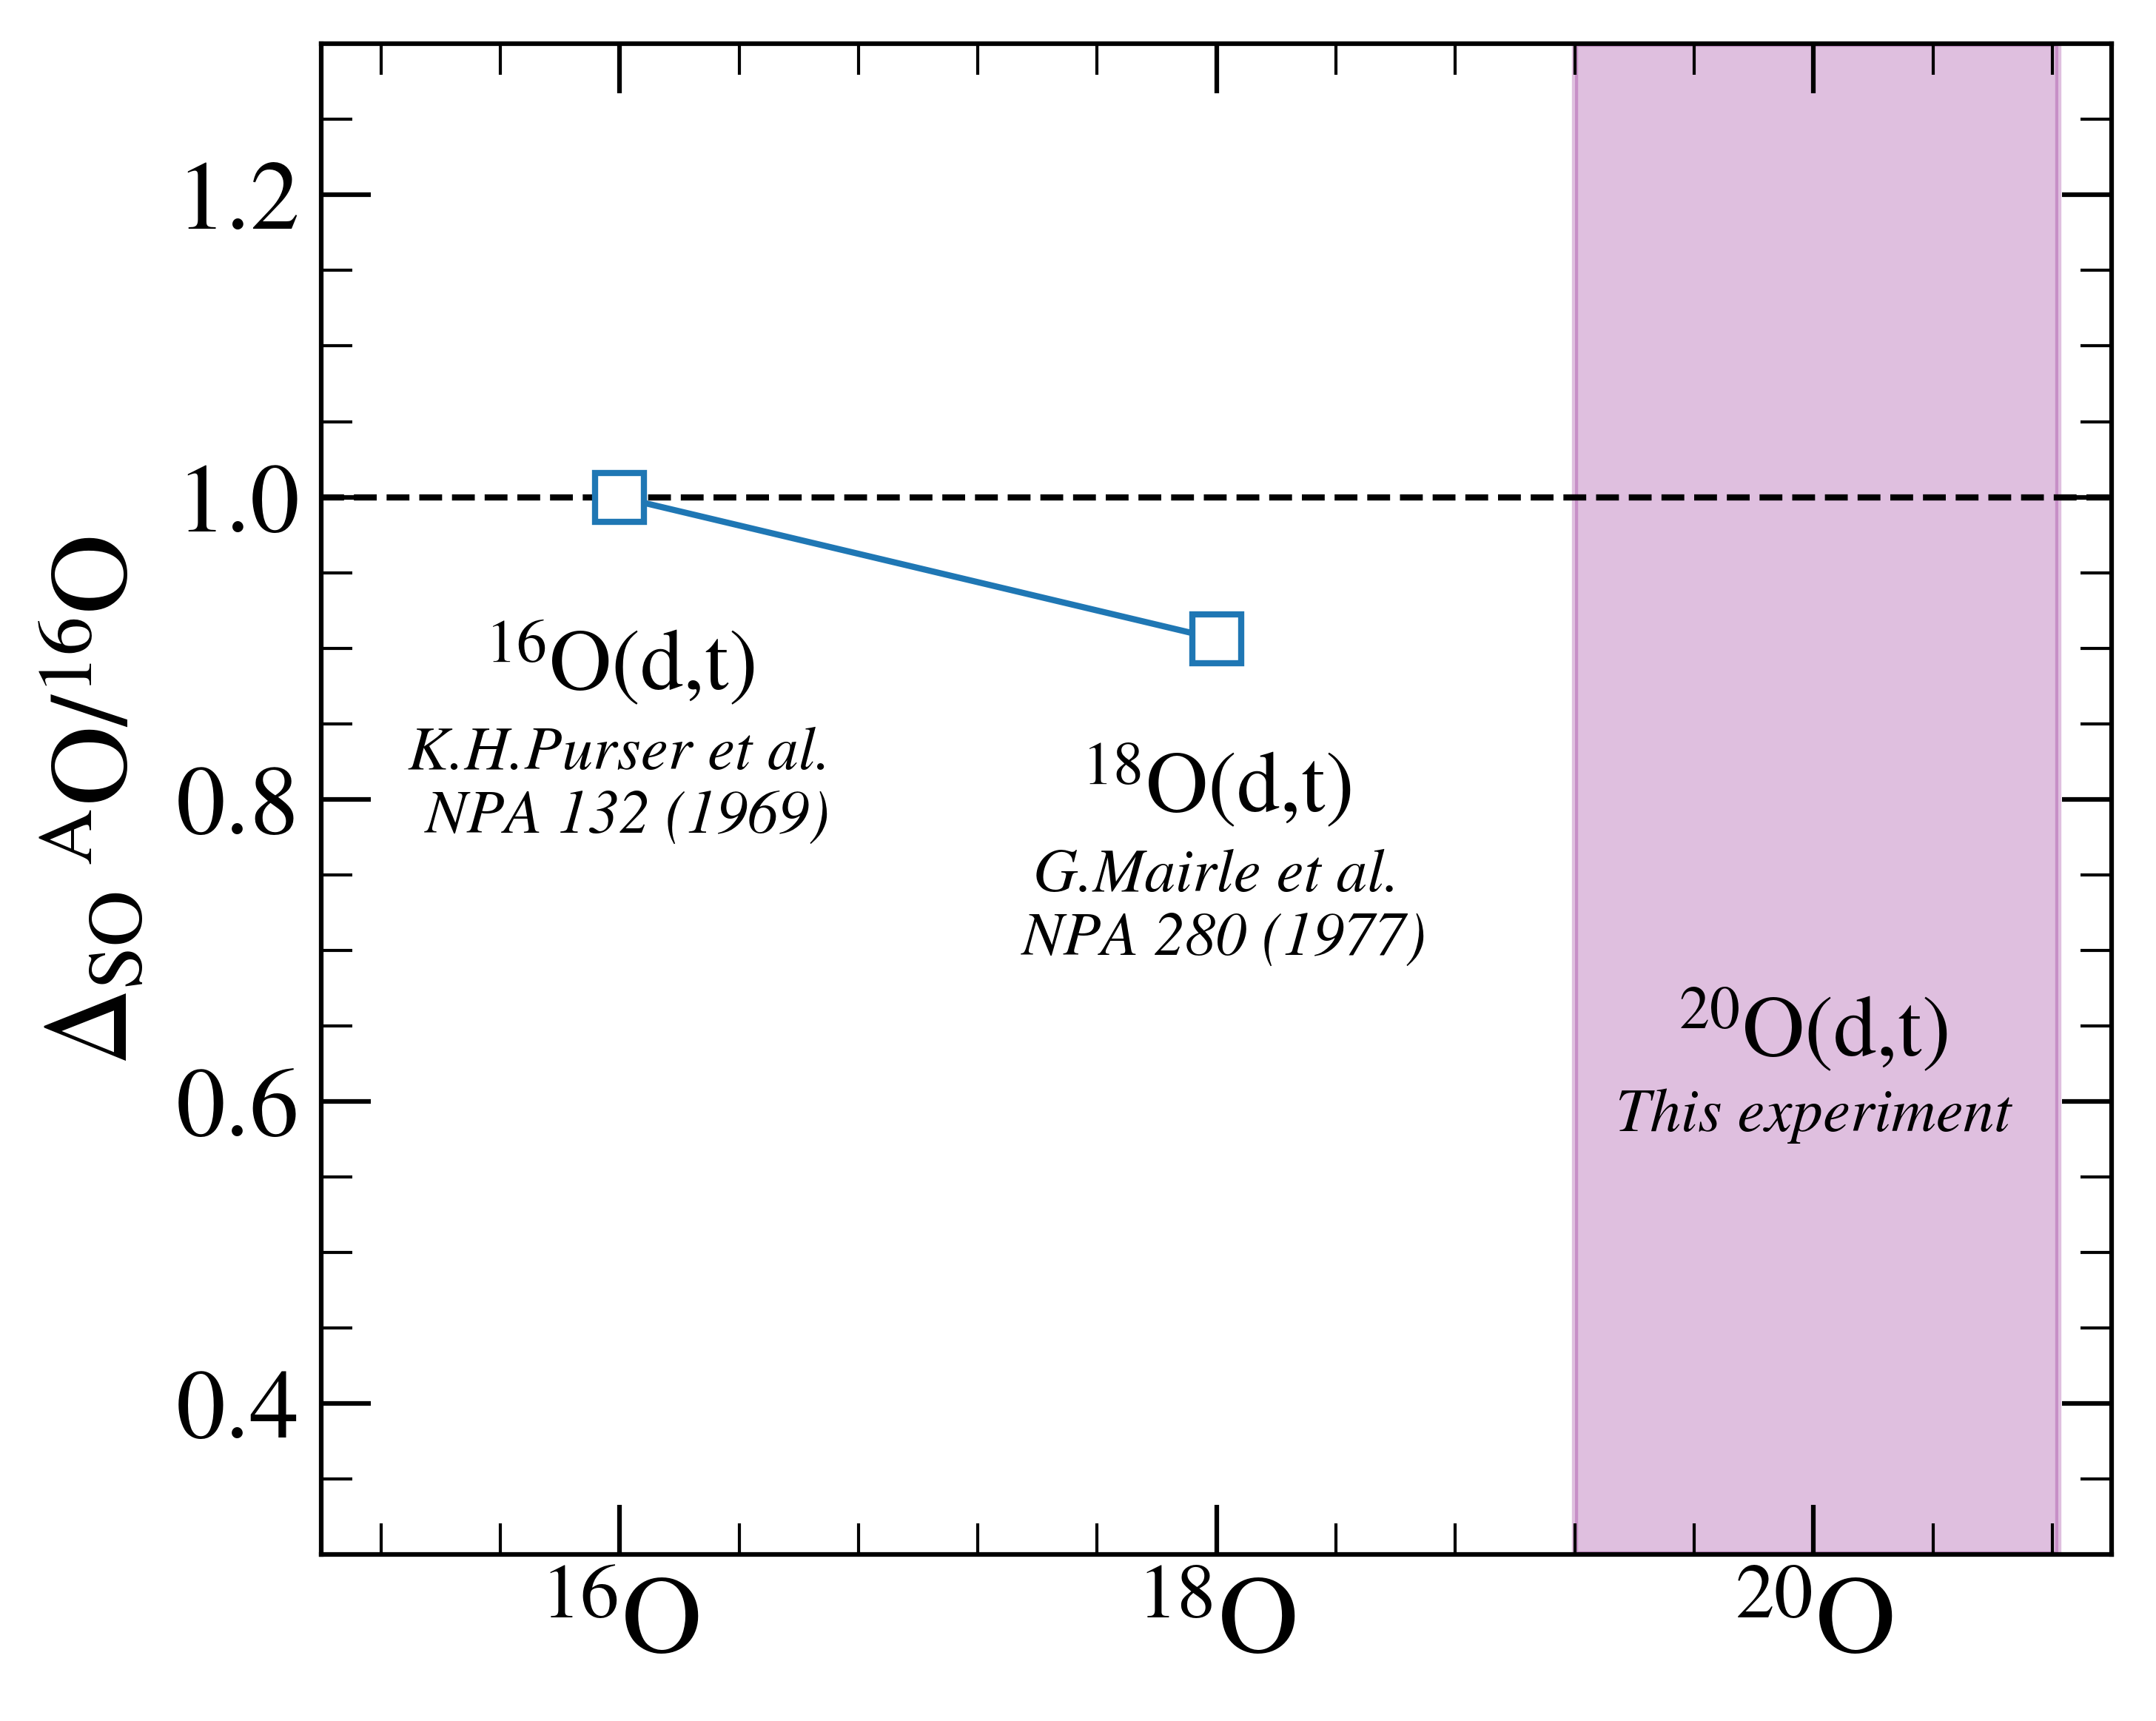 1.2
1.0
0.8
0.6
0.4
Δso ᴬO/¹⁶O
¹⁶O(d,t)
K.H.Purser et al.
NPA 132 (1969)
¹⁸O(d,t)
G.Mairle et al.
NPA 280 (1977)
²⁰O(d,t)
This experiment
¹⁶O
¹⁸O
²⁰O